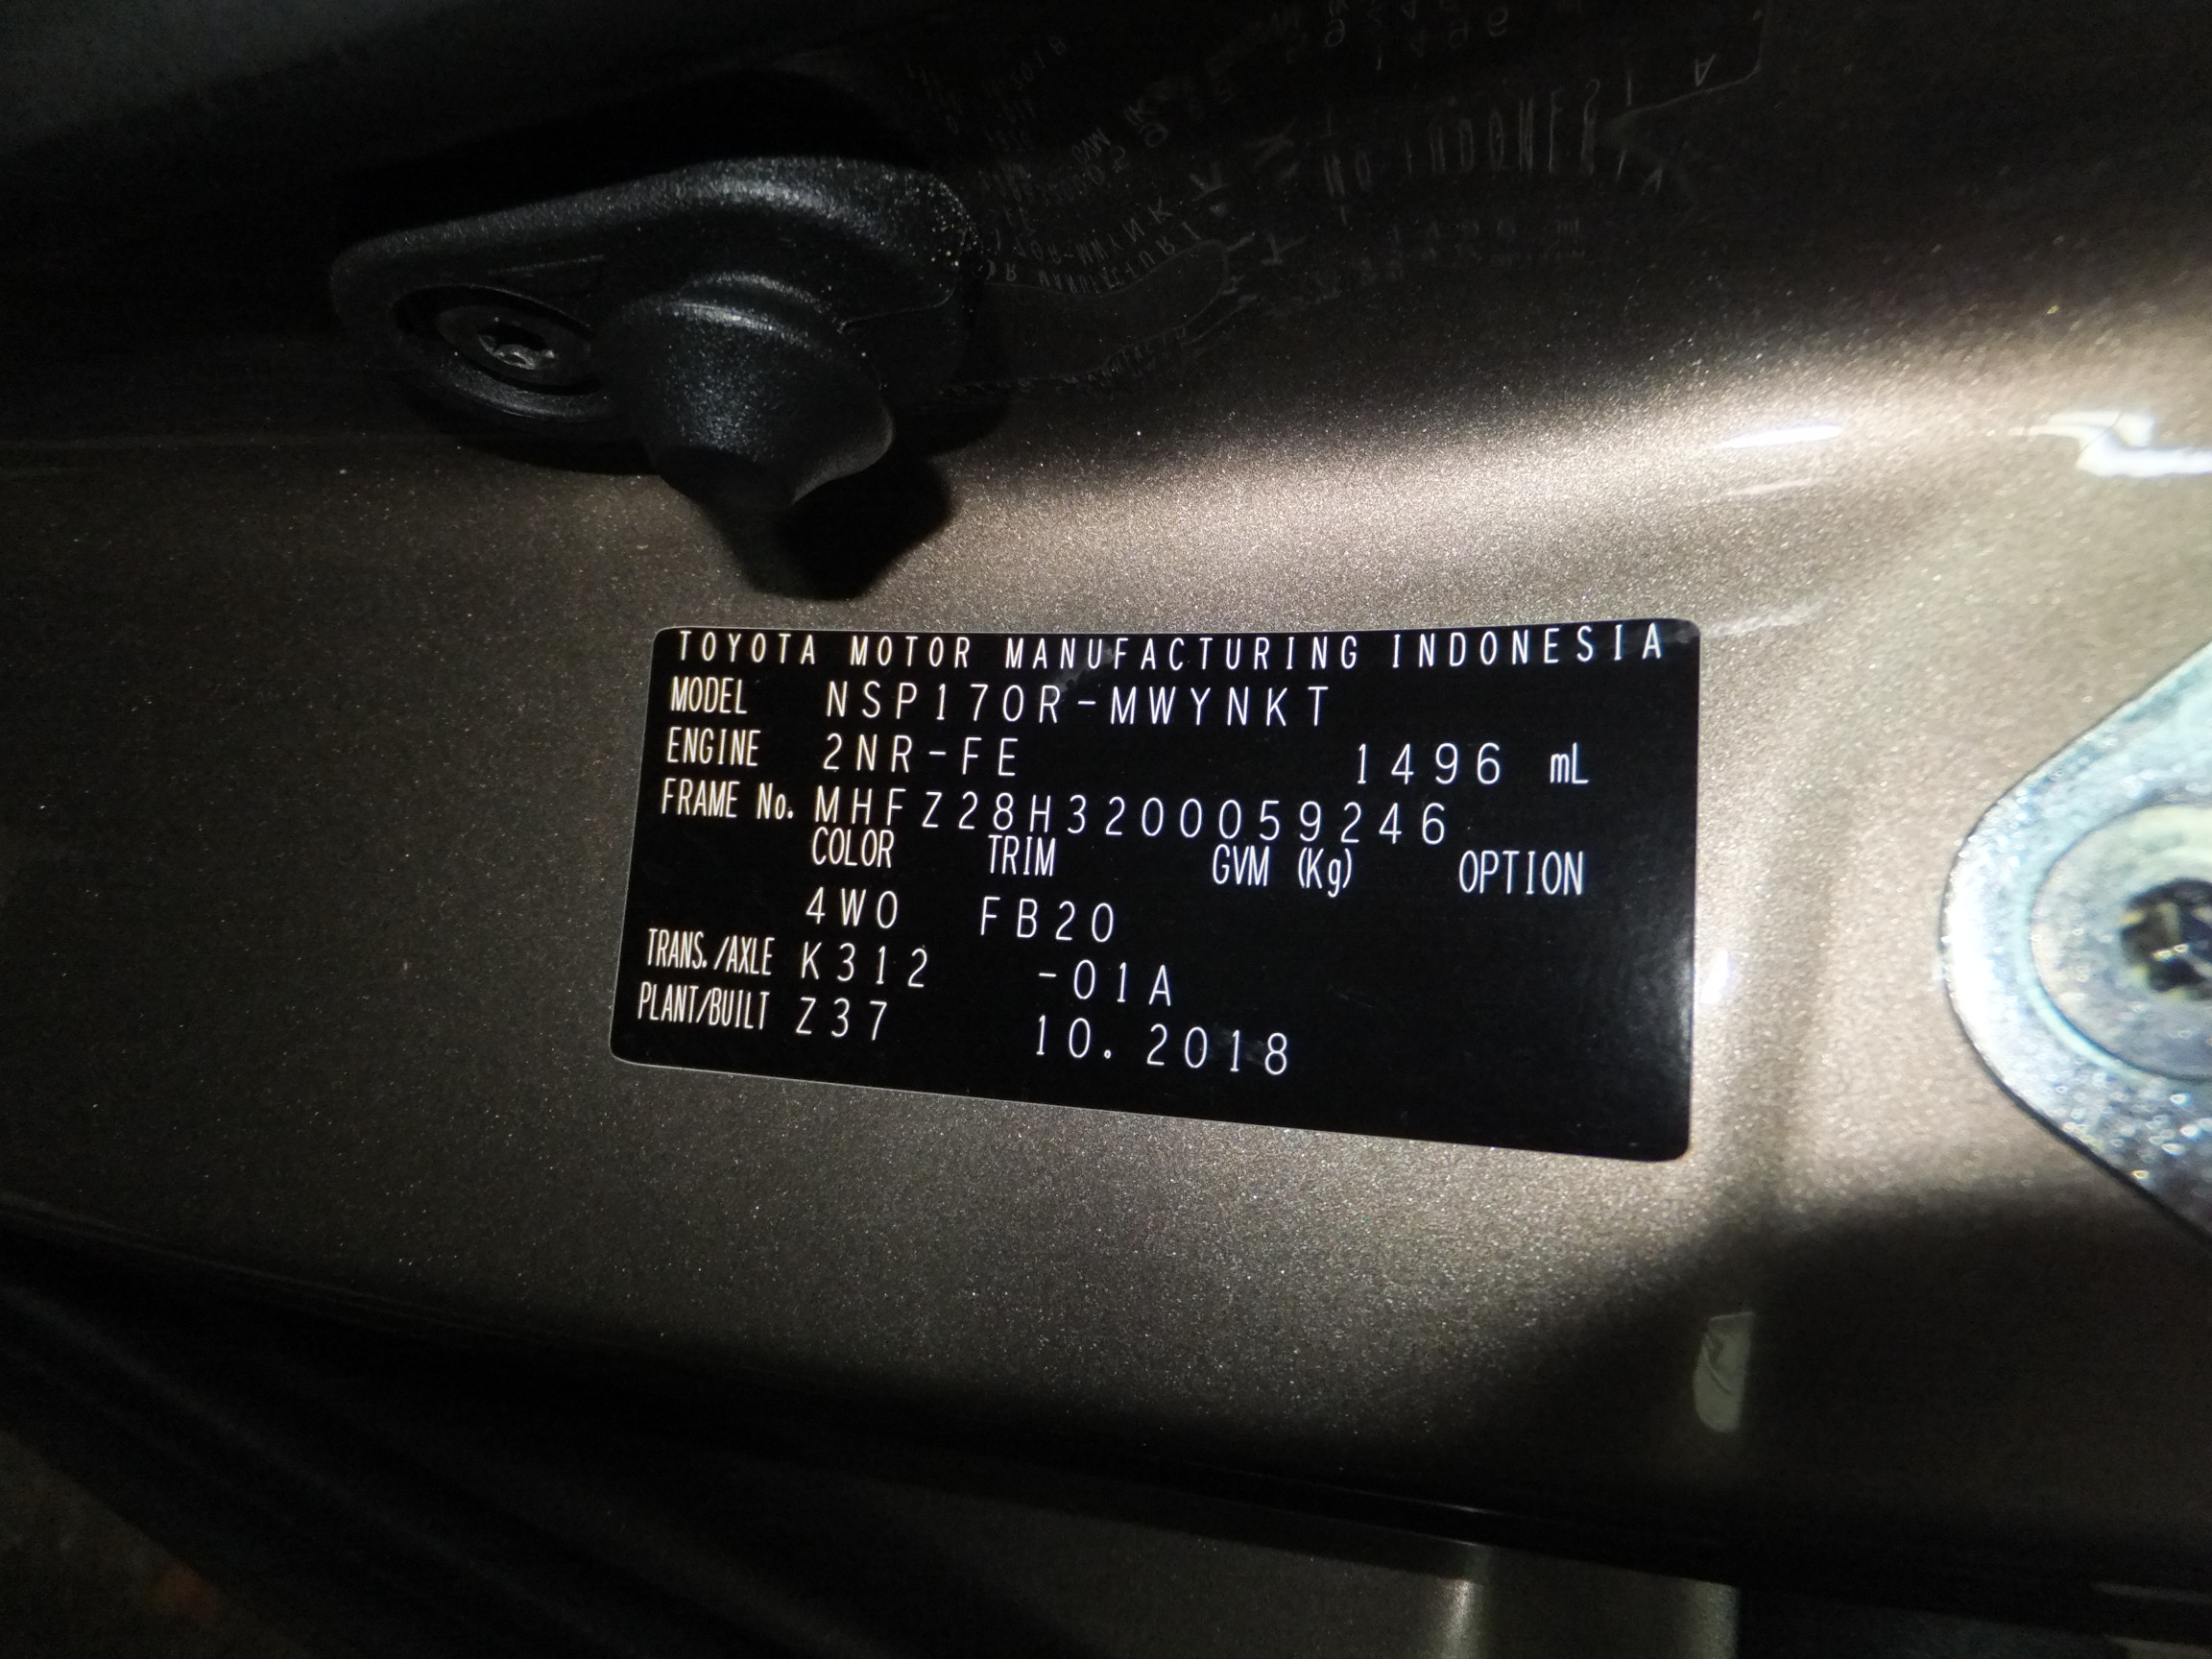 TOYOTA MOTOR MANUFACTURING INDONESIA
MODEL NSP170R-MWYNKT
ENGINE 2NR-FE 1496 mL
FRAME No. MHFZ28H3200059246
COLOR TRIM GVM (Kg) OPTION
4W0 FB20
TRANS./AXLE K312 -01A
PLANT/BUILT Z37 10.2018